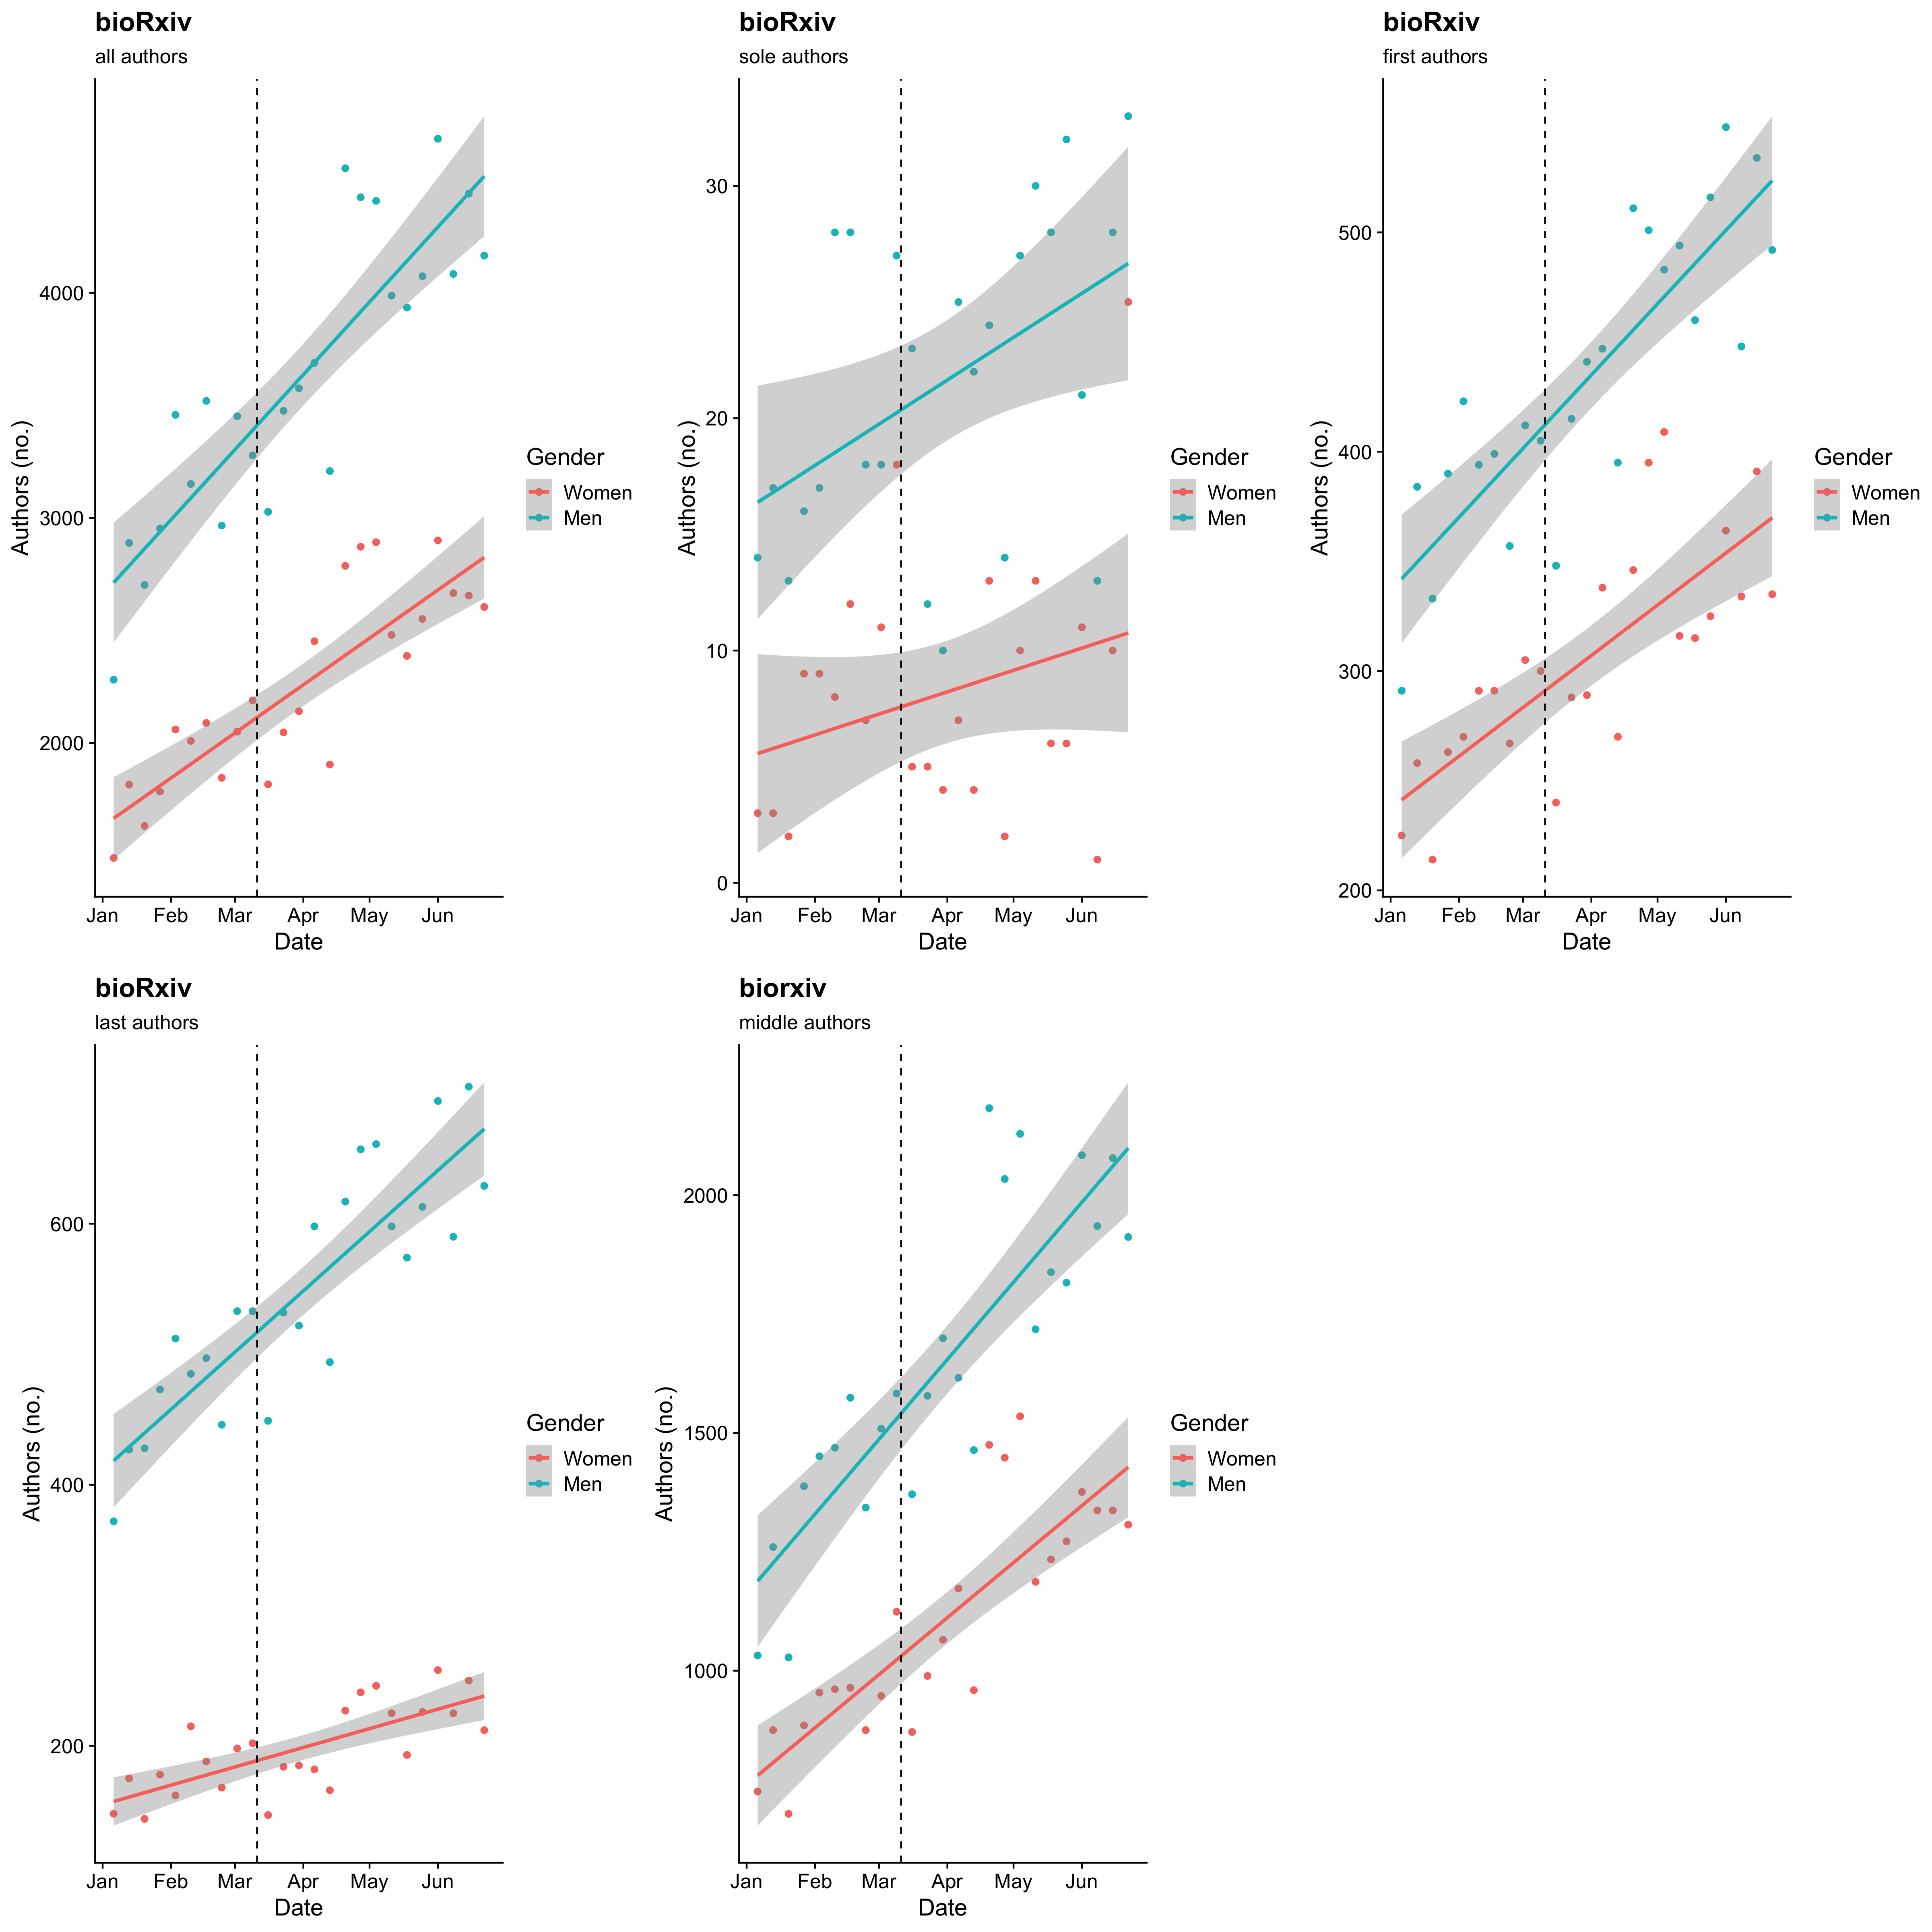 bioRxiv
all authors
Authors (no.)
4000
3000
2000
Jan Feb Mar Apr May Jun
Date
Gender
Women
Men
bioRxiv
sole authors
Authors (no.)
30
20
10
0
Jan Feb Mar Apr May Jun
Date
Gender
Women
Men
bioRxiv
first authors
Authors (no.)
500
400
300
200
Jan Feb Mar Apr May Jun
Date
Gender
Women
Men
bioRxiv
last authors
Authors (no.)
600
400
200
Jan Feb Mar Apr May Jun
Date
Gender
Women
Men
biorxiv
middle authors
Authors (no.)
2000
1500
1000
Jan Feb Mar Apr May Jun
Date
Gender
Women
Men